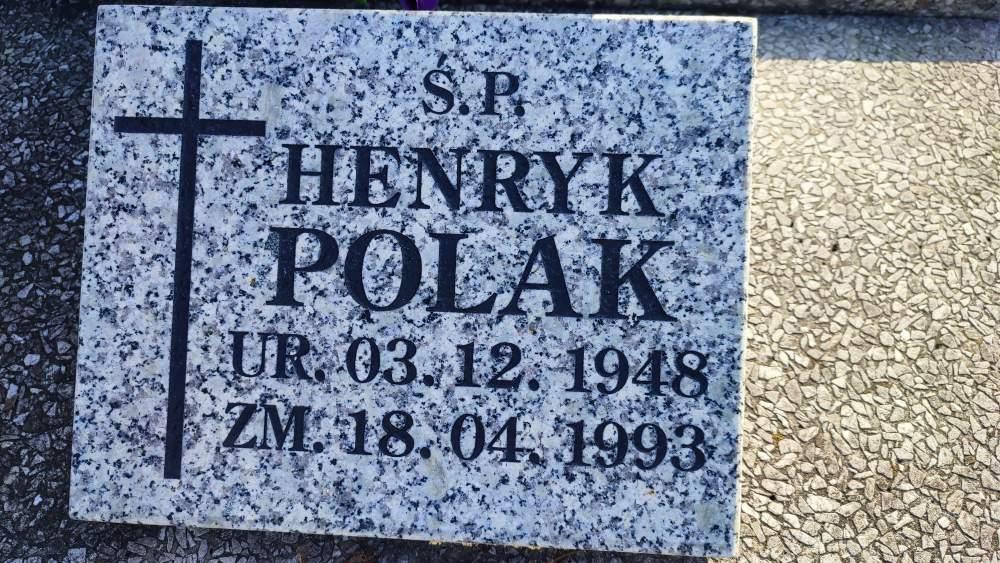 Ś.P.
HENRYK
POLAK
UR. 03. 12. 1948
ZM. 18. 04. 1993